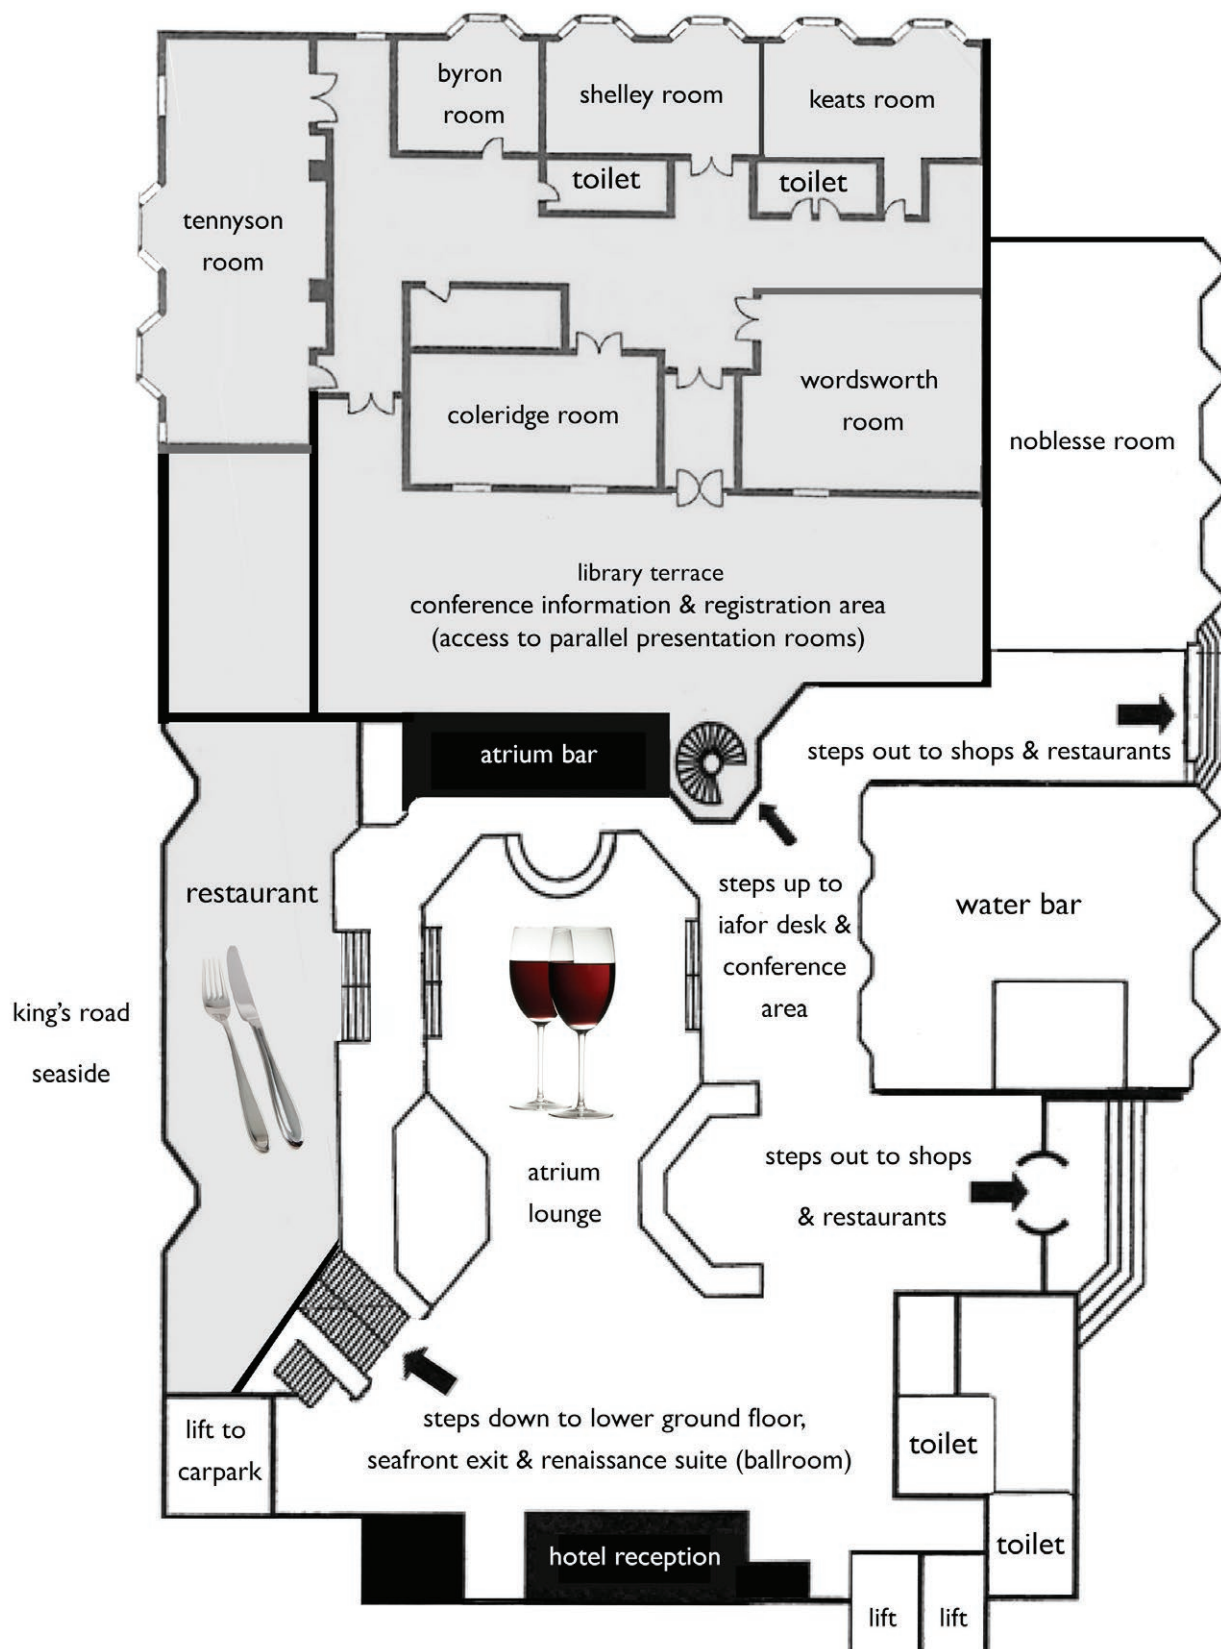 byron
room
shelley room
keats room
toilet
toilet
tennyson
room
wordsworth
room
coleridge room
noblesse room
library terrace
conference information & registration area
(access to parallel presentation rooms)
atrium bar
steps out to shops & restaurants
restaurant
steps up to
iafor desk &
conference
area
water bar
king's road
seaside
atrium
lounge
steps out to shops
& restaurants
steps down to lower ground floor,
seafront exit & renaissance suite (ballroom)
lift to
carpark
toilet
toilet
hotel reception
lift
lift